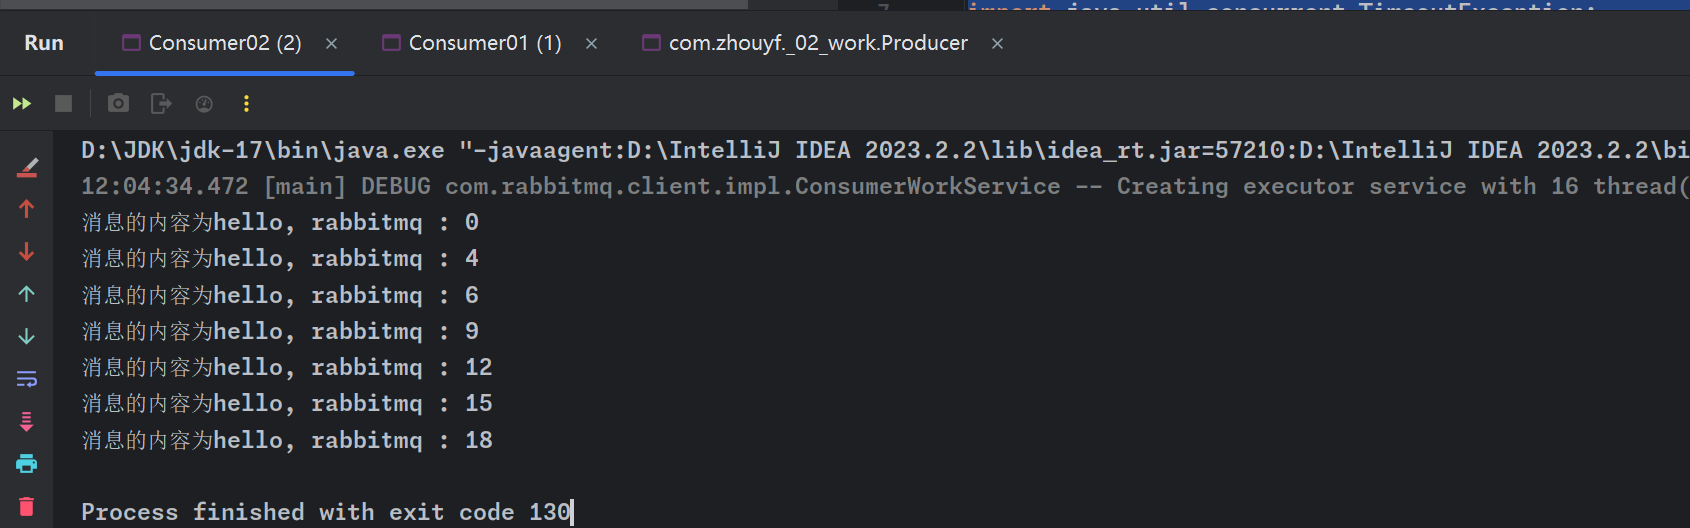 7 import java.util.concurrent.TimeoutException;
Run Consumer02 (2) × Consumer01 (1) × com.zhouyf._02_work.Producer ×
D:\JDK\jdk-17\bin\java.exe "-javaagent:D:\IntelliJ IDEA 2023.2.2\lib\idea_rt.jar=57210:D:\IntelliJ IDEA 2023.2.2\bi
12:04:34.472 [main] DEBUG com.rabbitmq.client.impl.ConsumerWorkService -- Creating executor service with 16 thread(
消息的内容为hello, rabbitmq : 0
消息的内容为hello, rabbitmq : 4
消息的内容为hello, rabbitmq : 6
消息的内容为hello, rabbitmq : 9
消息的内容为hello, rabbitmq : 12
消息的内容为hello, rabbitmq : 15
消息的内容为hello, rabbitmq : 18
Process finished with exit code 130